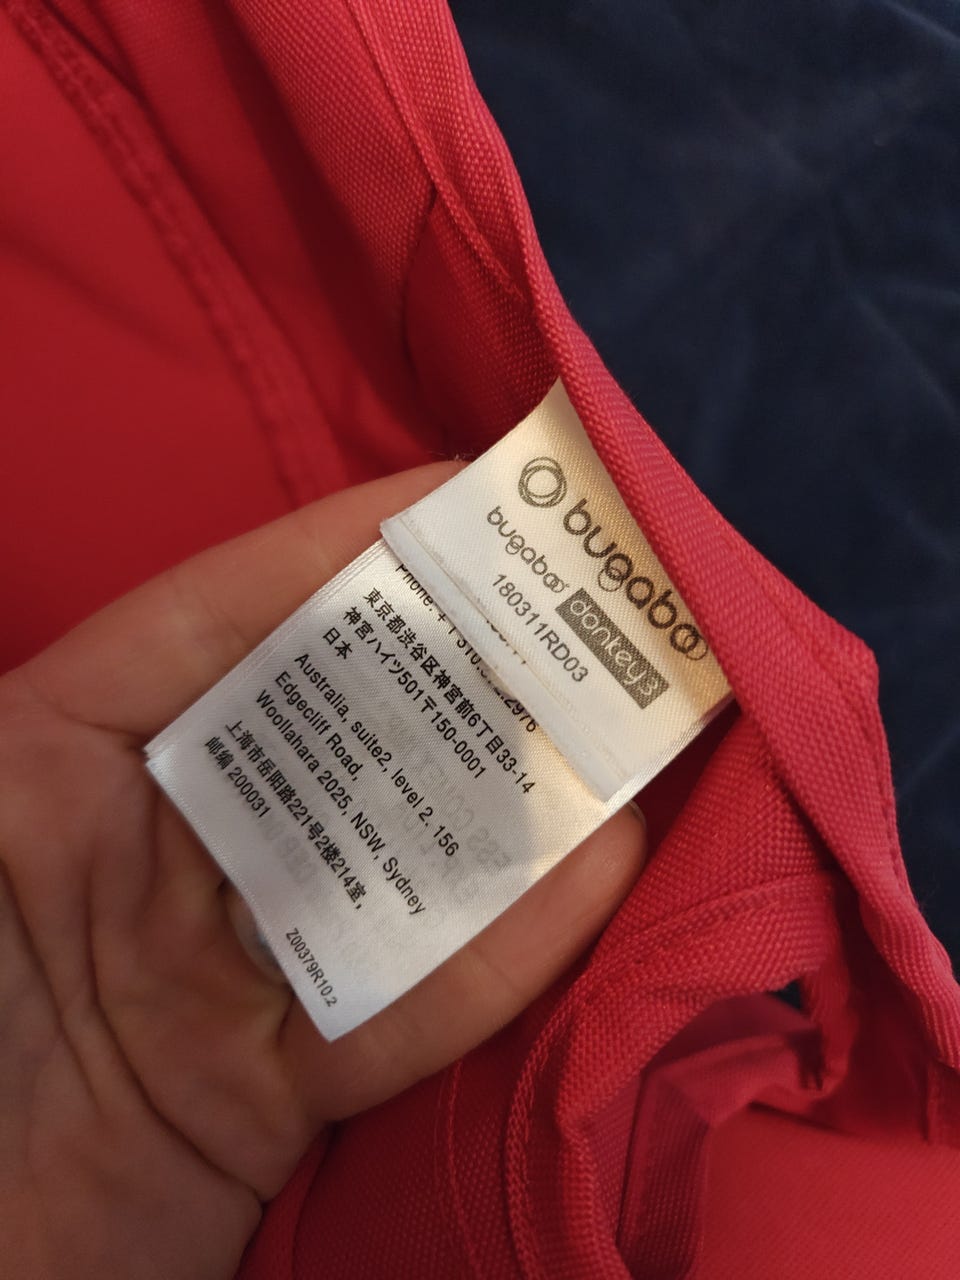 bugaboo
bugaboo donkey3
180311RD03
Phone:
東京都渋谷区神宮前6丁目33-14
神宮ハイツ501〒150-0001
日本
Australia, suite2, level 2, 156
Edgecliff Road,
Woollahara 2025, NSW, Sydney
上海市岳阳路221号2楼214室,
邮编 200031
Z00379R10.2